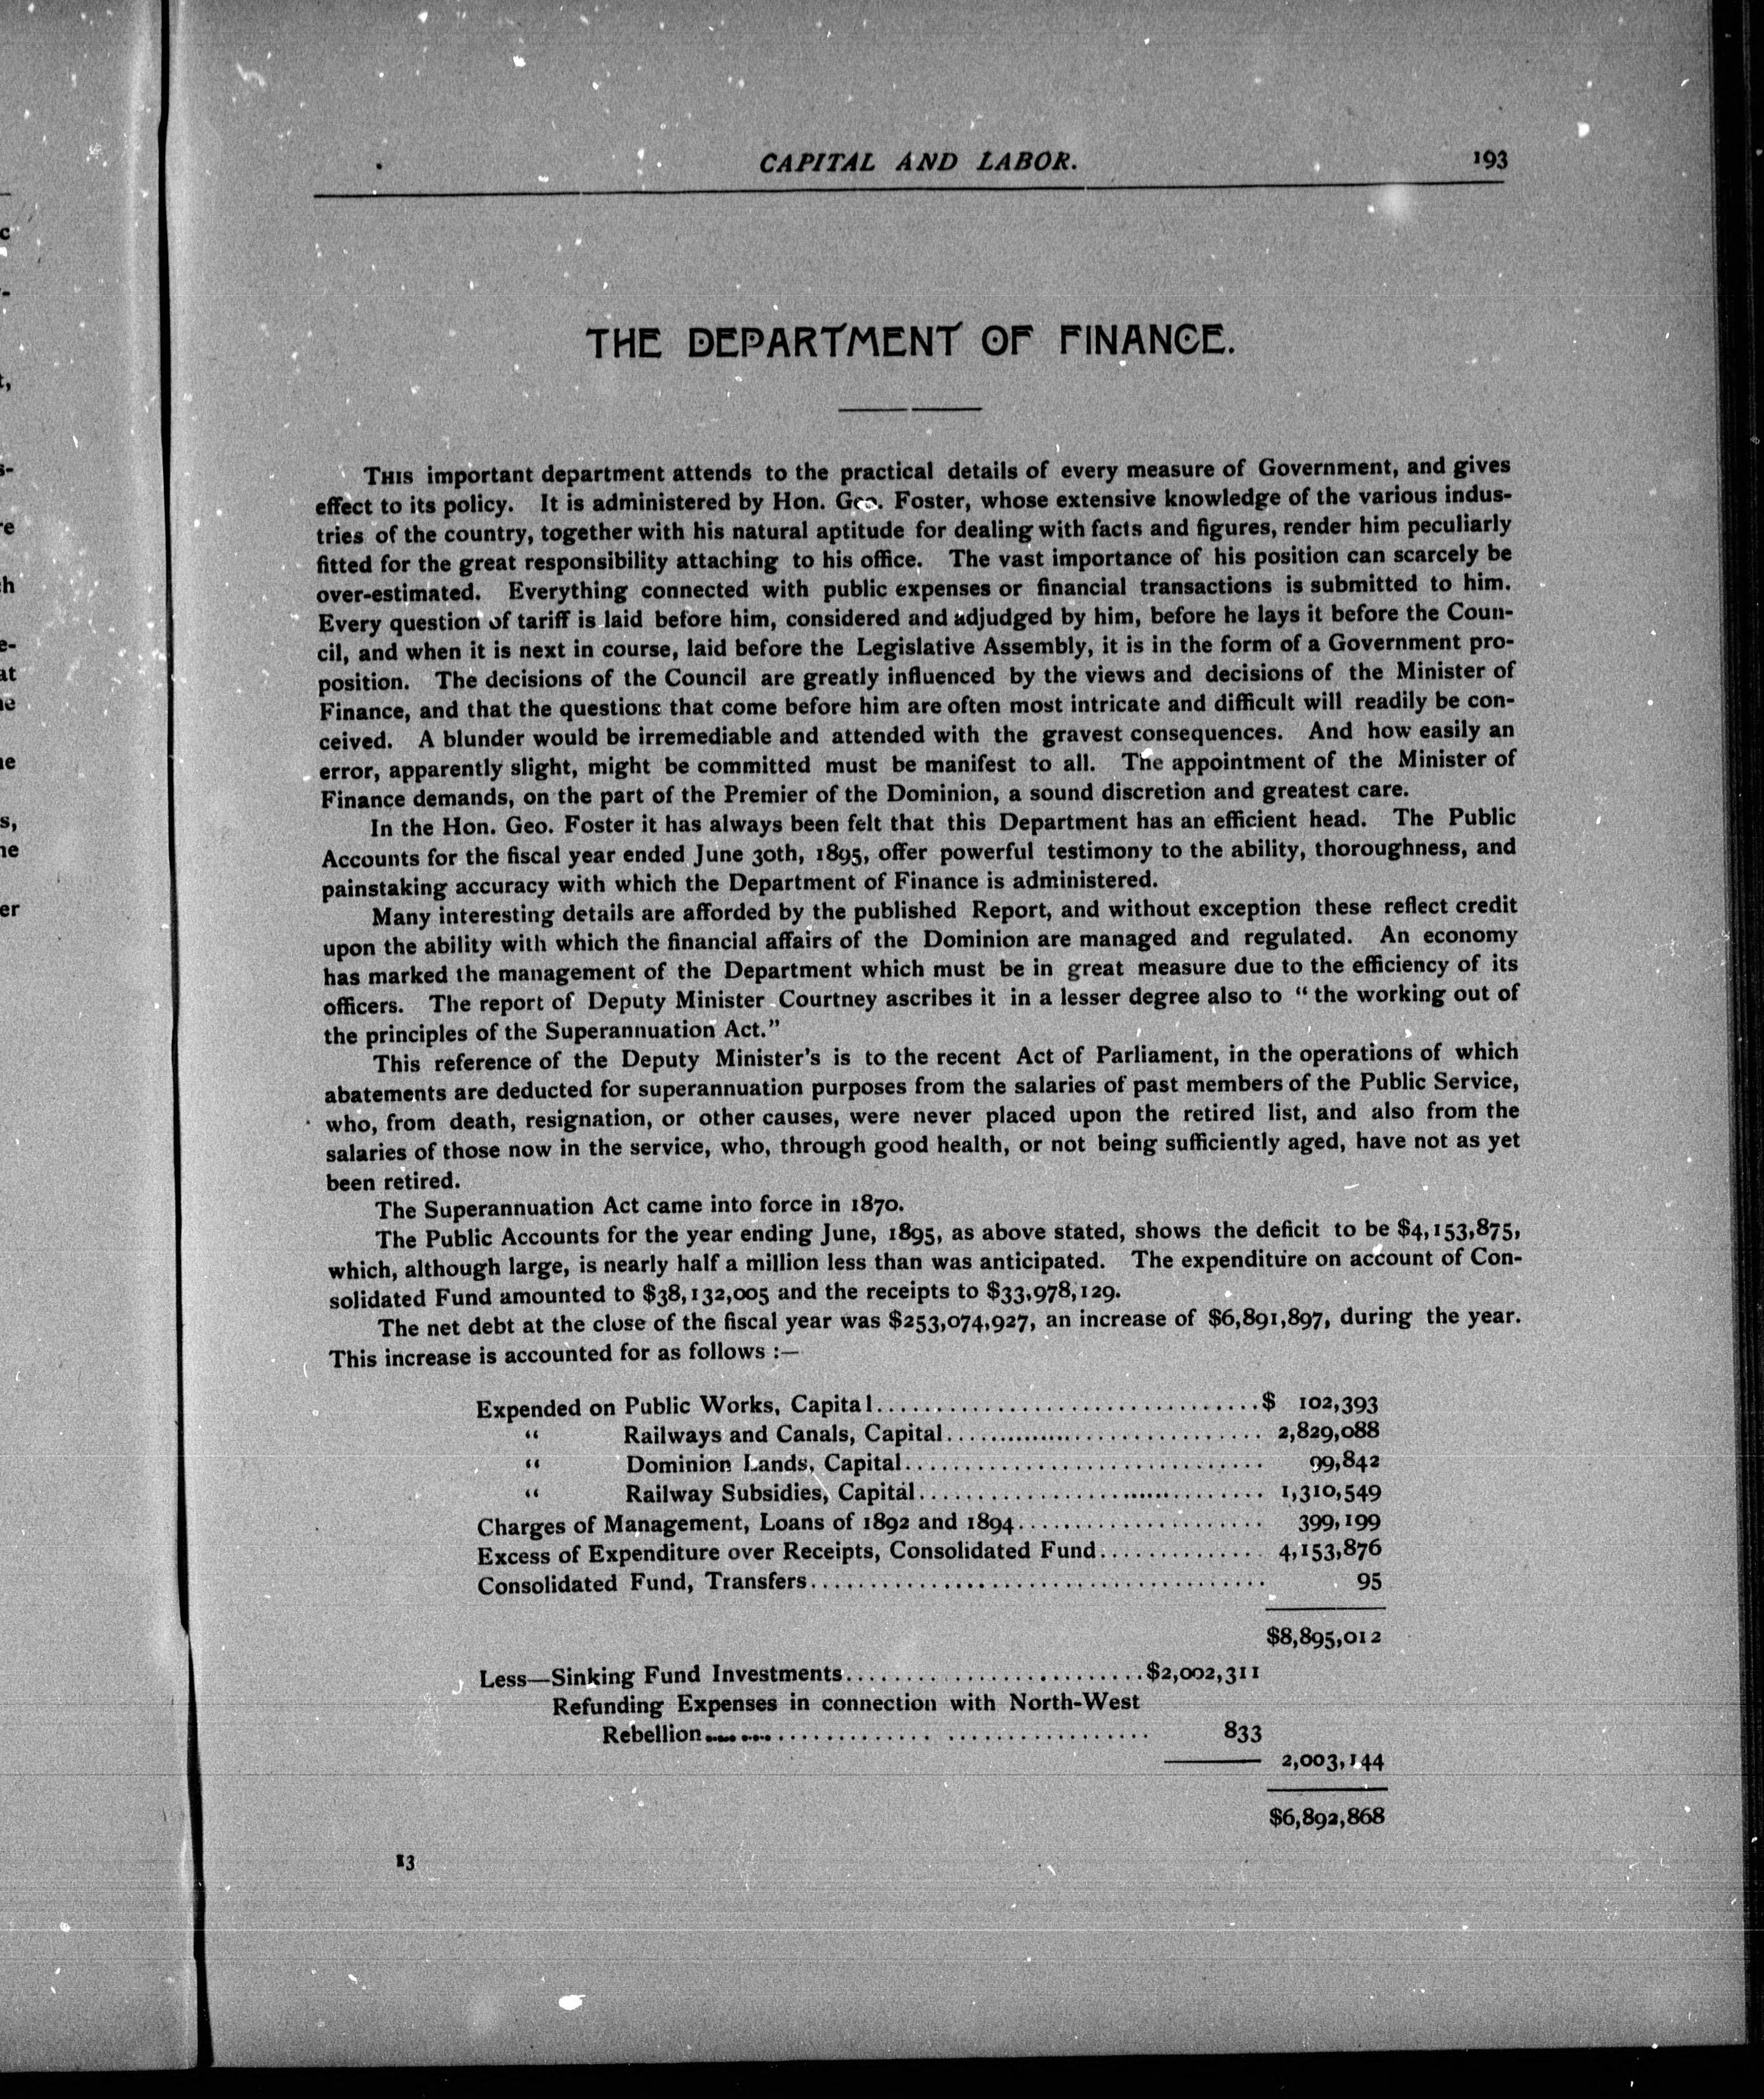 CAPITAL AND LABOR. 193
THE DEPARTMENT OF FINANCE.
THIS important department attends to the practical details of every measure of Government, and gives
effect to its policy. It is administered by Hon. Geo. Foster, whose extensive knowledge of the various indus-
tries of the country, together with his natural aptitude for dealing with facts and figures, render him peculiarly
fitted for the great responsibility attaching to his office. The vast importance of his position can scarcely be
over-estimated. Everything connected with public expenses or financial transactions is submitted to him.
Every question of tariff is laid before him, considered and adjudged by him, before he lays it before the Coun-
cil, and when it is next in course, laid before the Legislative Assembly, it is in the form of a Government pro-
position. The decisions of the Council are greatly influenced by the views and decisions of the Minister of
Finance, and that the questions that come before him are often most intricate and difficult will readily be con-
ceived. A blunder would be irremediable and attended with the gravest consequences. And how easily an
error, apparently slight, might be committed must be manifest to all. The appointment of the Minister of
Finance demands, on the part of the Premier of the Dominion, a sound discretion and greatest care.
In the Hon. Geo. Foster it has always been felt that this Department has an efficient head. The Public
Accounts for the fiscal year ended June 30th, 1895, offer powerful testimony to the ability, thoroughness, and
painstaking accuracy with which the Department of Finance is administered.
Many interesting details are afforded by the published Report, and without exception these reflect credit
upon the ability with which the financial affairs of the Dominion are managed and regulated. An economy
has marked the management of the Department which must be in great measure due to the efficiency of its
officers. The report of Deputy Minister Courtney ascribes it in a lesser degree also to "the working out of
the principles of the Superannuation Act."
This reference of the Deputy Minister's is to the recent Act of Parliament, in the operations of which
abatements are deducted for superannuation purposes from the salaries of past members of the Public Service,
who, from death, resignation, or other causes, were never placed upon the retired list, and also from the
salaries of those now in the service, who, through good health, or not being sufficiently aged, have not as yet
been retired.
The Superannuation Act came into force in 1870.
The Public Accounts for the year ending June, 1895, as above stated, shows the deficit to be $4,153,875,
which, although large, is nearly half a million less than was anticipated. The expenditure on account of Con-
solidated Fund amounted to $38,132,005 and the receipts to $33,978,129.
The net debt at the close of the fiscal year was $253,074,927, an increase of $6,891,897, during the year.
This increase is accounted for as follows :—
Expended on Public Works, Capital.................................$ 102,393
" Railways and Canals, Capital................................ 2,829,088
" Dominion Lands, Capital................................ 99,842
" Railway Subsidies, Capital................................ 1,310,549
Charges of Management, Loans of 1892 and 1894..................... 399,199
Excess of Expenditure over Receipts, Consolidated Fund.............. 4,153,876
Consolidated Fund, Transfers...................................... 95
$8,895,012
Less—Sinking Fund Investments.........................$2,002,311
Refunding Expenses in connection with North-West
Rebellion..................................... 833
2,003,144
$6,892,868
13